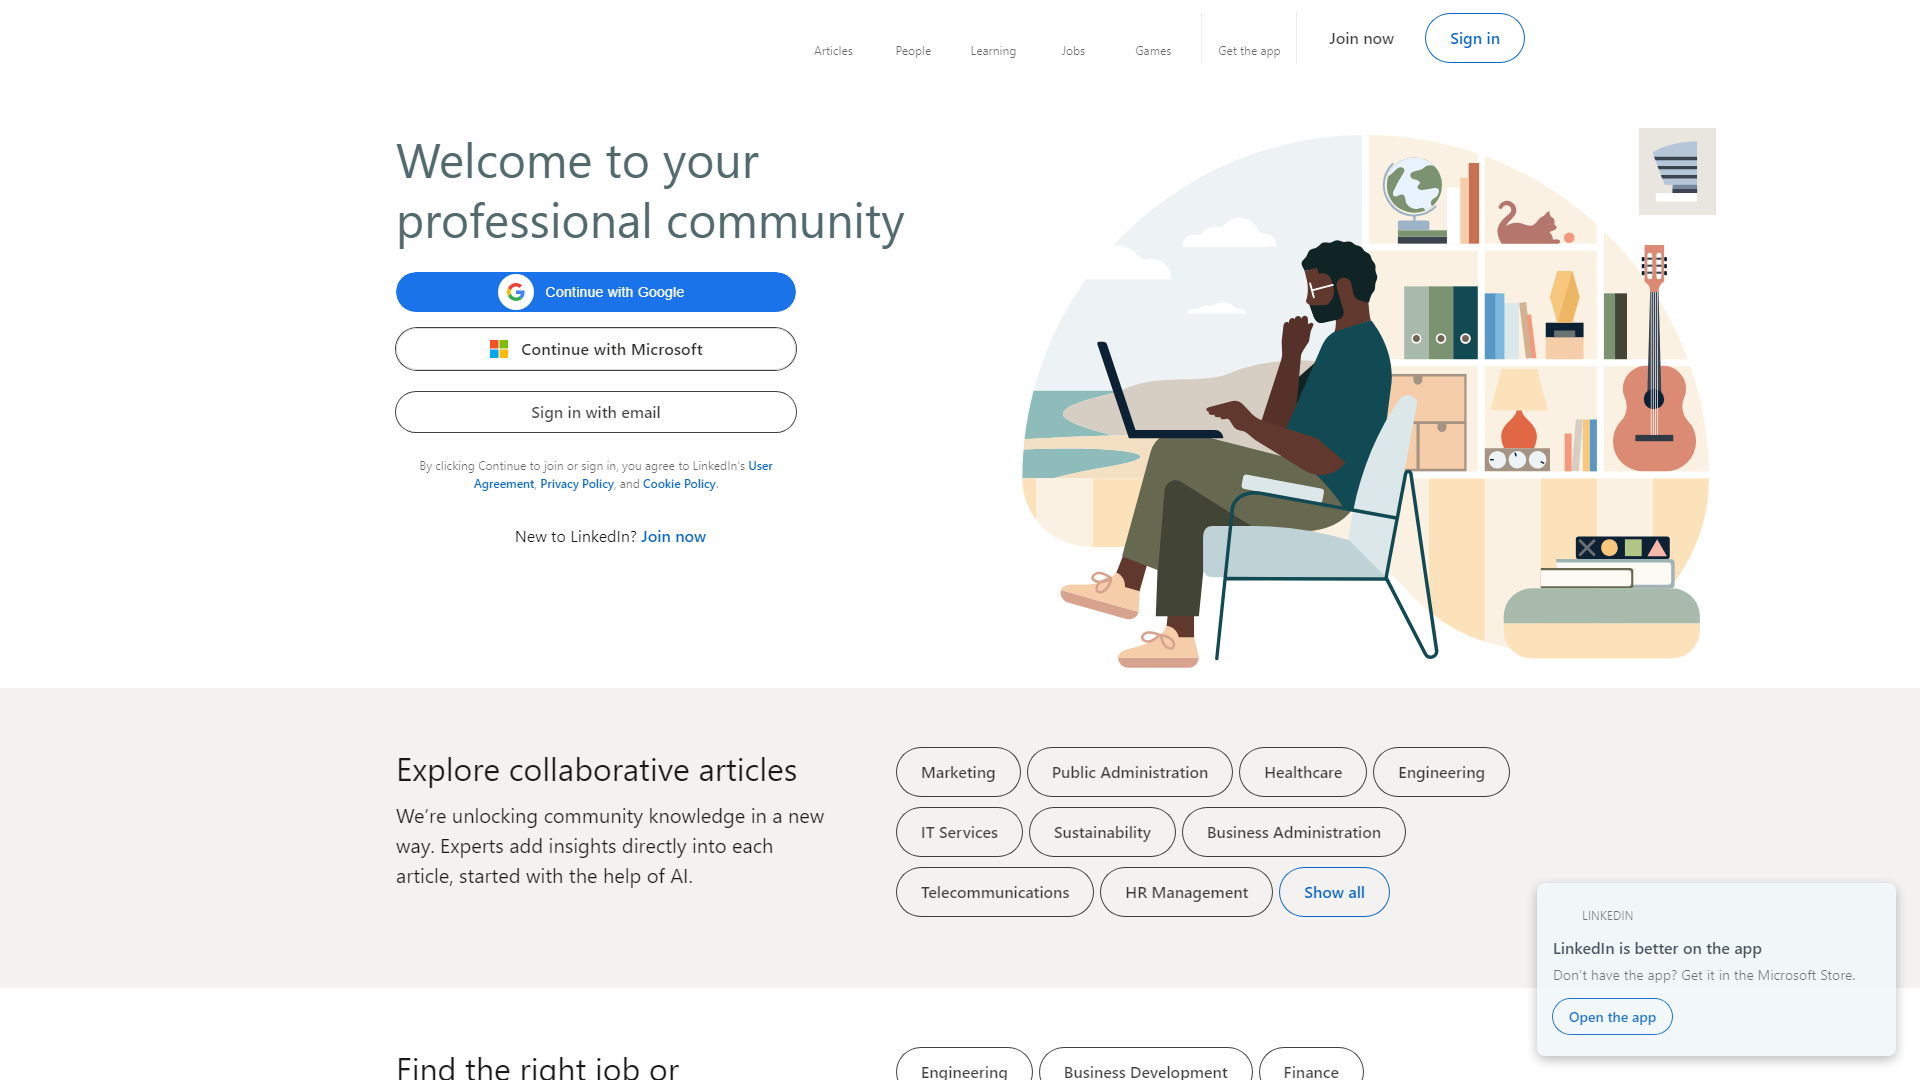 Articles
People
Learning
Jobs
Games
Get the app
Join now
Sign in
Welcome to your
professional community
Continue with Google
Continue with Microsoft
Sign in with email
By clicking Continue to join or sign in, you agree to LinkedIn's User
Agreement, Privacy Policy, and Cookie Policy.
New to LinkedIn? Join now
Explore collaborative articles
We’re unlocking community knowledge in a new
way. Experts add insights directly into each
article, started with the help of AI.
Marketing
Public Administration
Healthcare
Engineering
IT Services
Sustainability
Business Administration
Telecommunications
HR Management
Show all
LINKEDIN
LinkedIn is better on the app
Don't have the app? Get it in the Microsoft Store.
Open the app
Find the right job or
Engineering
Business Development
Finance